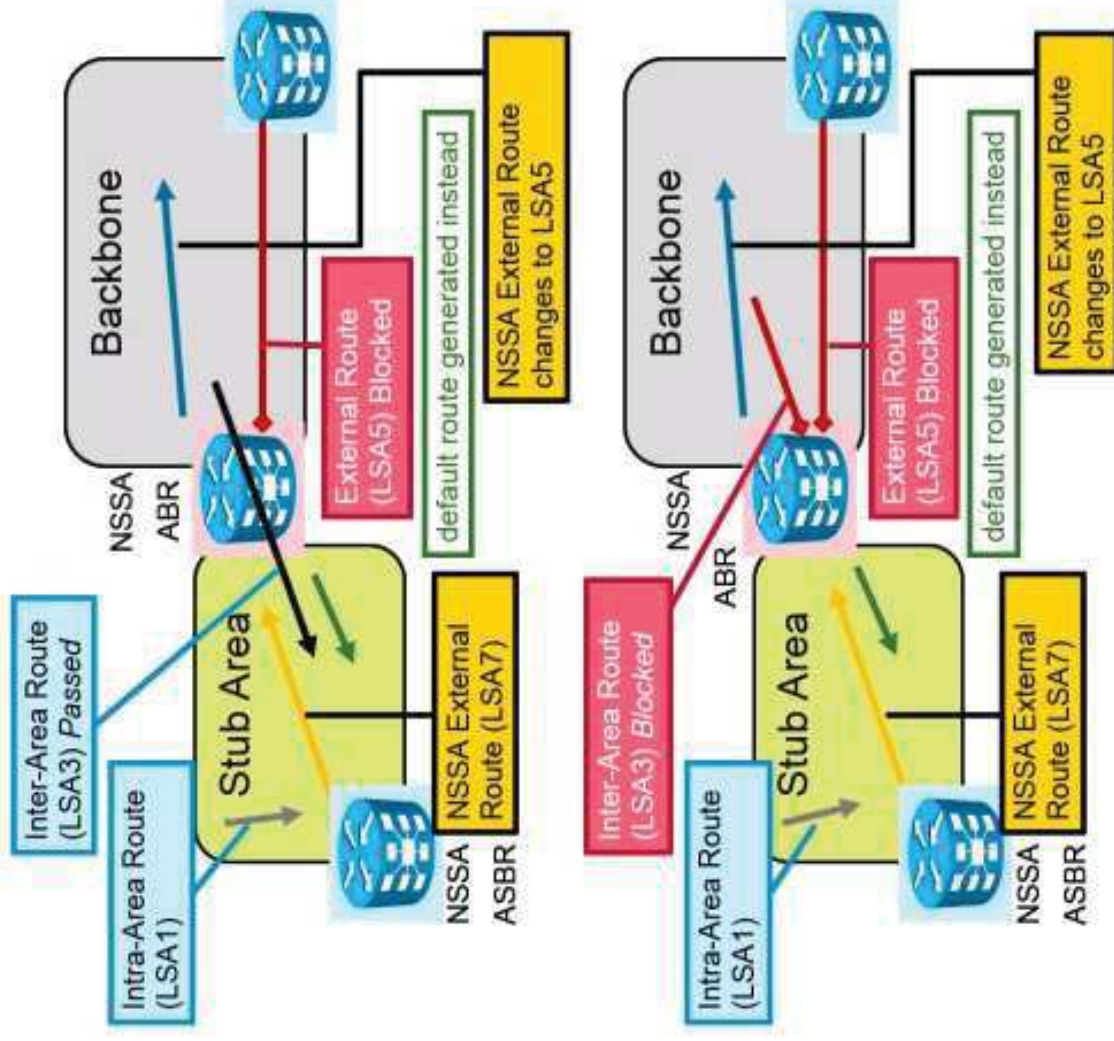 Inter-Area Route
(LSA3) Passed
Intra-Area Route
(LSA1)
NSSA
ABR
Backbone
Stub Area
External Route
(LSA5) Blocked
default route generated instead
NSSA
ASBR
NSSA External
Route (LSA7)
NSSA External Route
changes to LSA5
Inter-Area Route
(LSA3) Blocked
Intra-Area Route
(LSA1)
NSSA
ABR
Backbone
Stub Area
External Route
(LSA5) Blocked
default route generated instead
NSSA
ASBR
NSSA External
Route (LSA7)
NSSA External Route
changes to LSA5